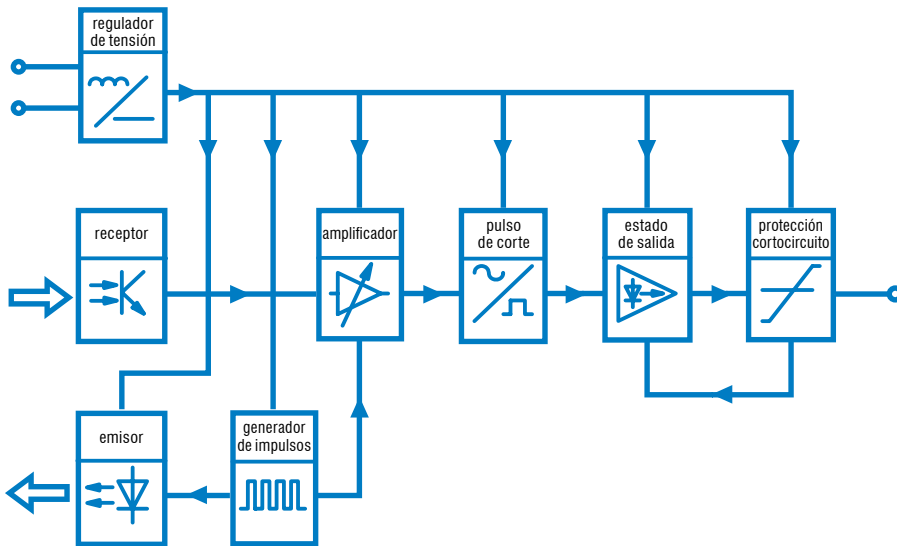 regulador
de tensión
receptor
amplificador
pulso
de corte
estado
de salida
protección
cortocircuito
emisor
generador
de impulsos